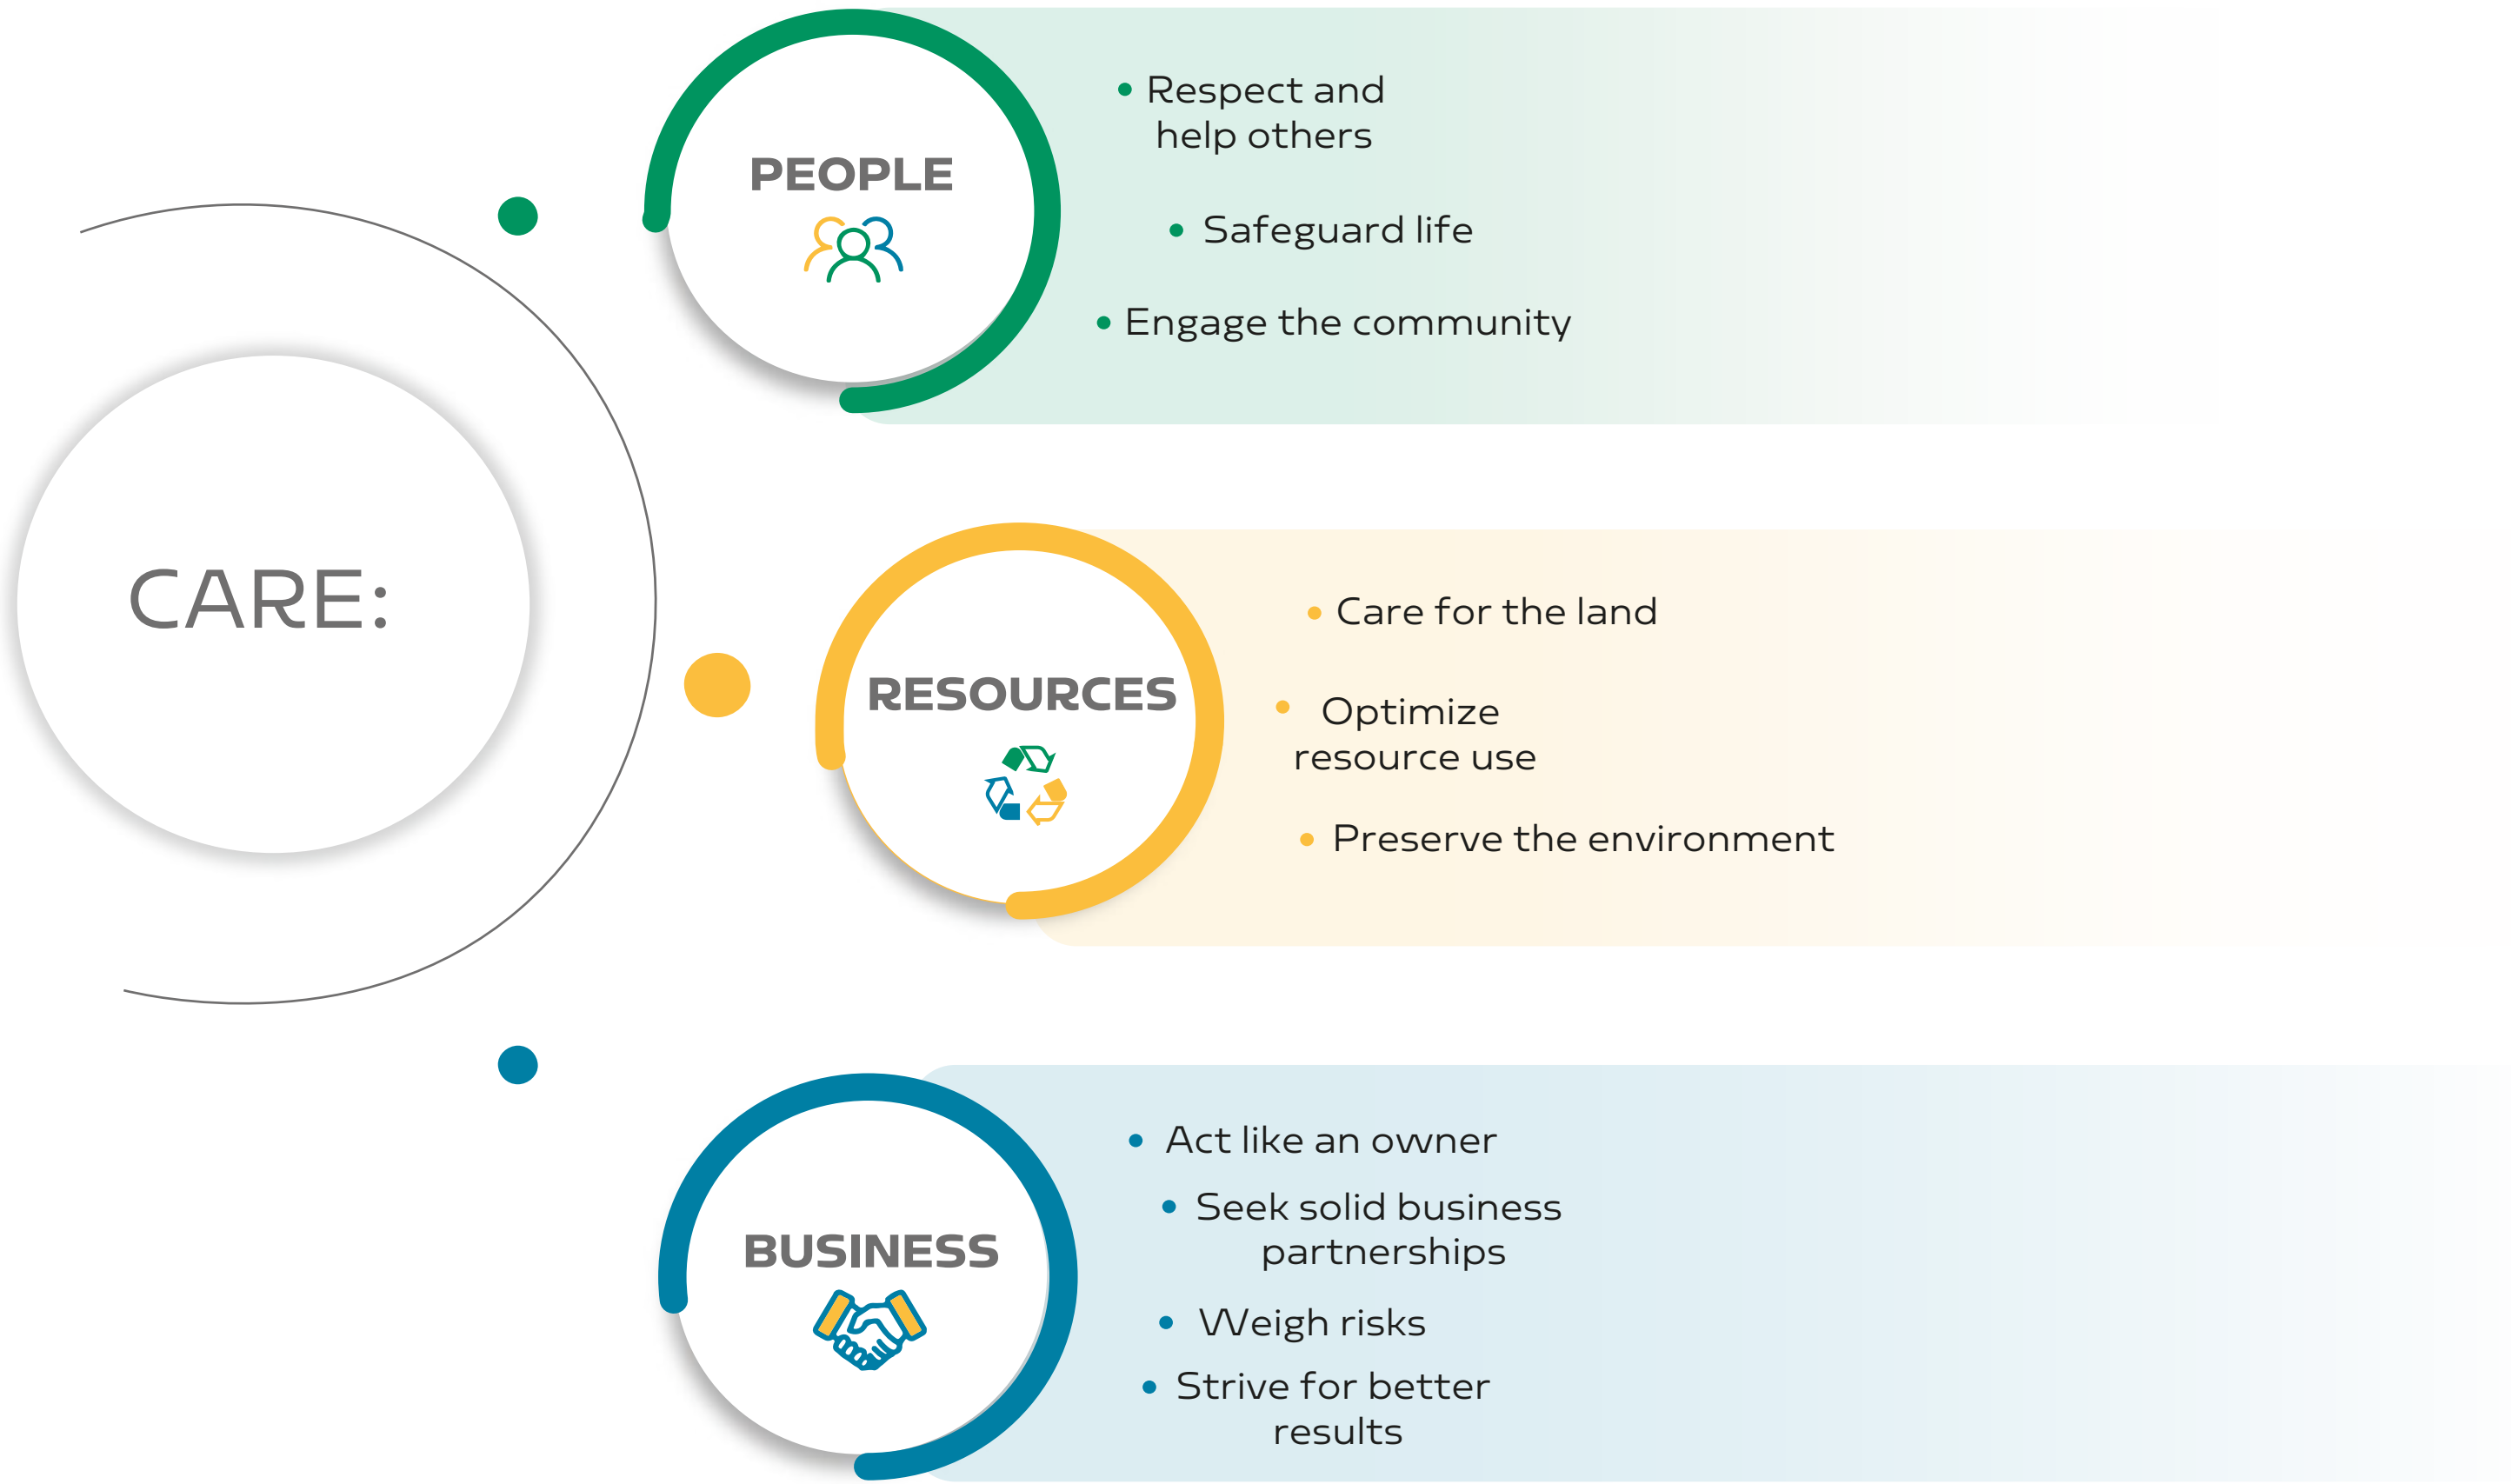 CARE:
PEOPLE
• Respect and
help others
• Safeguard life
• Engage the community
RESOURCES
• Care for the land
• Optimize
resource use
• Preserve the environment
BUSINESS
• Act like an owner
• Seek solid business
partnerships
• Weigh risks
• Strive for better
results